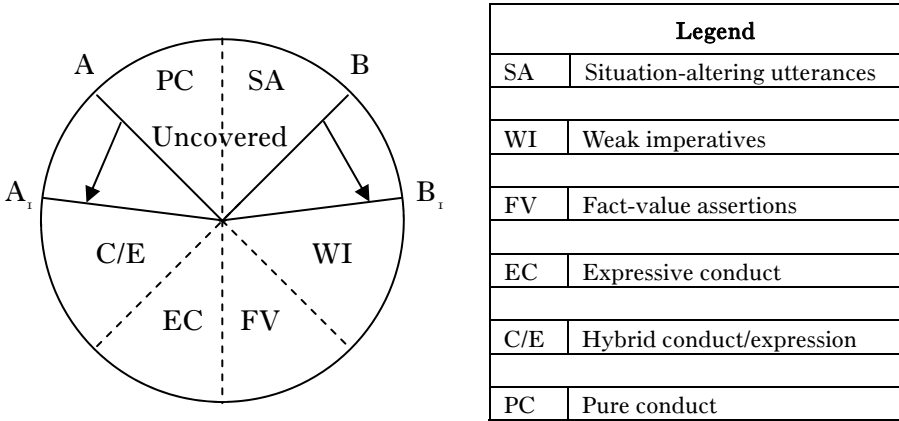 A
PC
SA
B
Uncovered
A₁
B₁
C/E
WI
EC
FV
Legend
SA Situation-altering utterances
WI Weak imperatives
FV Fact-value assertions
EC Expressive conduct
C/E Hybrid conduct/expression
PC Pure conduct